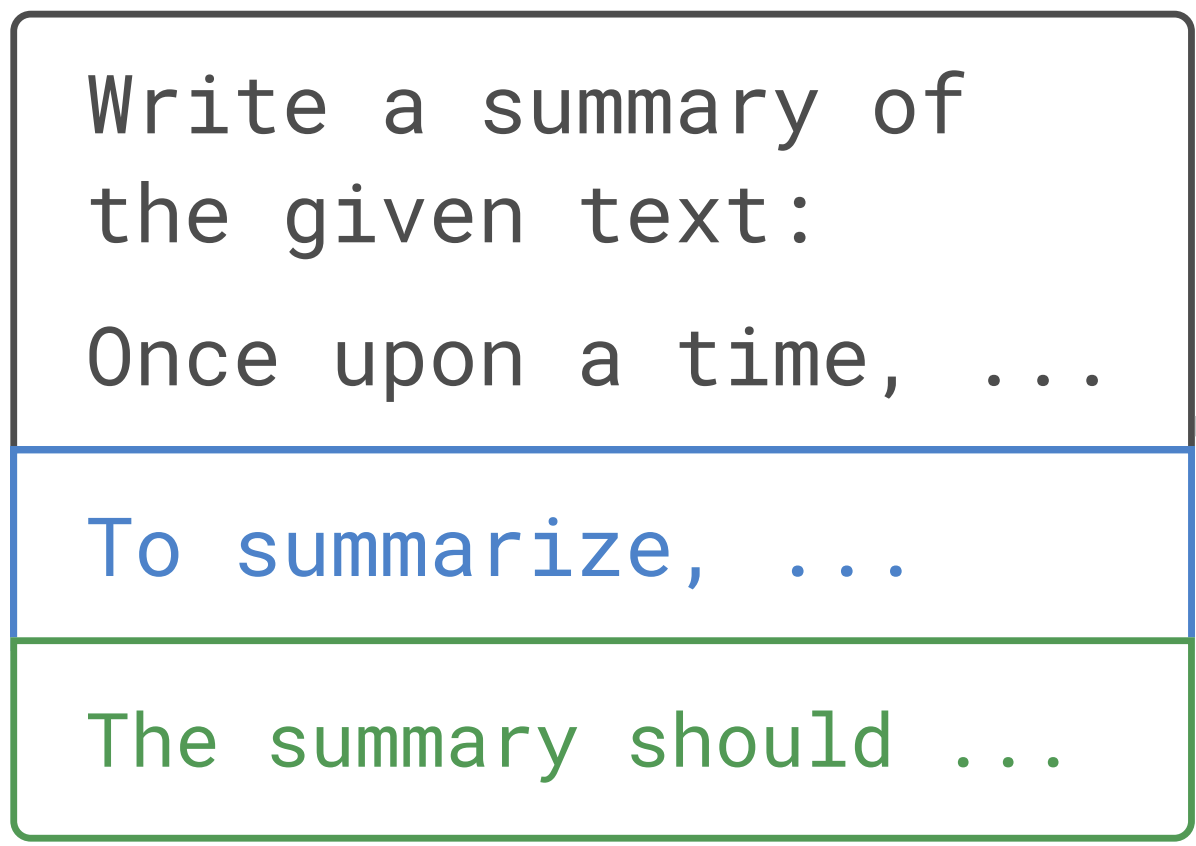 Write a summary of
the given text:
Once upon a time, ...
To summarize, ...
The summary should ...